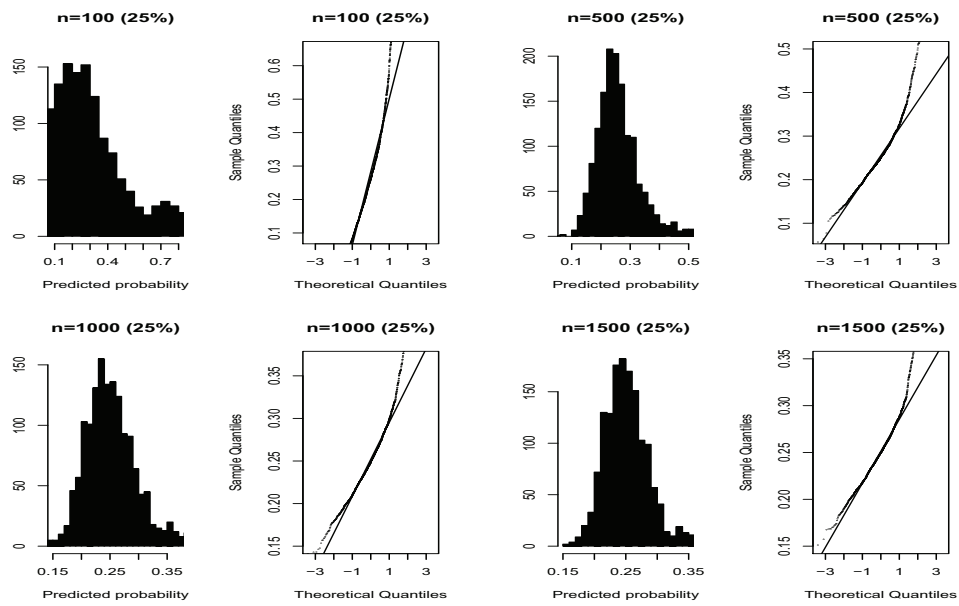 n=100 (25%)
n=100 (25%)
n=500 (25%)
n=500 (25%)
0 50 100 150
0.1 0.4 0.7
Predicted probability
Sample Quantiles
0.1 0.2 0.3 0.4 0.5 0.6
−3 −1 1 3
Theoretical Quantiles
0 50 100 150 200
0.1 0.3 0.5
Predicted probability
Sample Quantiles
0.1 0.2 0.3 0.4 0.5
−3 −1 1 3
Theoretical Quantiles
n=1000 (25%)
n=1000 (25%)
n=1500 (25%)
n=1500 (25%)
0 50 100 150
0.15 0.25 0.35
Predicted probability
Sample Quantiles
0.15 0.20 0.25 0.30 0.35
−3 −1 1 3
Theoretical Quantiles
0 50 100 150
0.15 0.25 0.35
Predicted probability
Sample Quantiles
0.15 0.20 0.25 0.30 0.35
−3 −1 1 3
Theoretical Quantiles